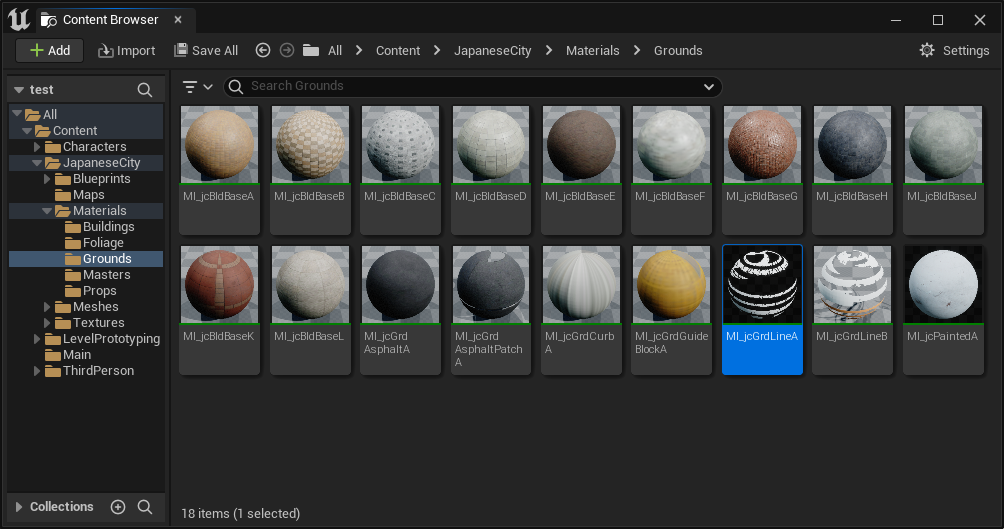 Content Browser
Add
Import
Save All
All
Content
JapaneseCity
Materials
Grounds
Settings
test
All
Content
Characters
JapaneseCity
Blueprints
Maps
Materials
Buildings
Foliage
Grounds
Masters
Props
Meshes
Textures
LevelPrototyping
Main
ThirdPerson
Collections
Search Grounds
MI_jcBldBaseA
MI_jcBldBaseB
MI_jcBldBaseC
MI_jcBldBaseD
MI_jcBldBaseE
MI_jcBldBaseF
MI_jcBldBaseG
MI_jcBldBaseH
MI_jcBldBaseJ
MI_jcBldBaseK
MI_jcBldBaseL
MI_jcGrd
AsphaltA
MI_jcGrd
AsphaltPatch
A
MI_jcGrdCurb
A
MI_jcGrdGuide
BlockA
MI_jcGrdLineA
MI_jcGrdLineB
MI_jcPaintedA
18 items (1 selected)